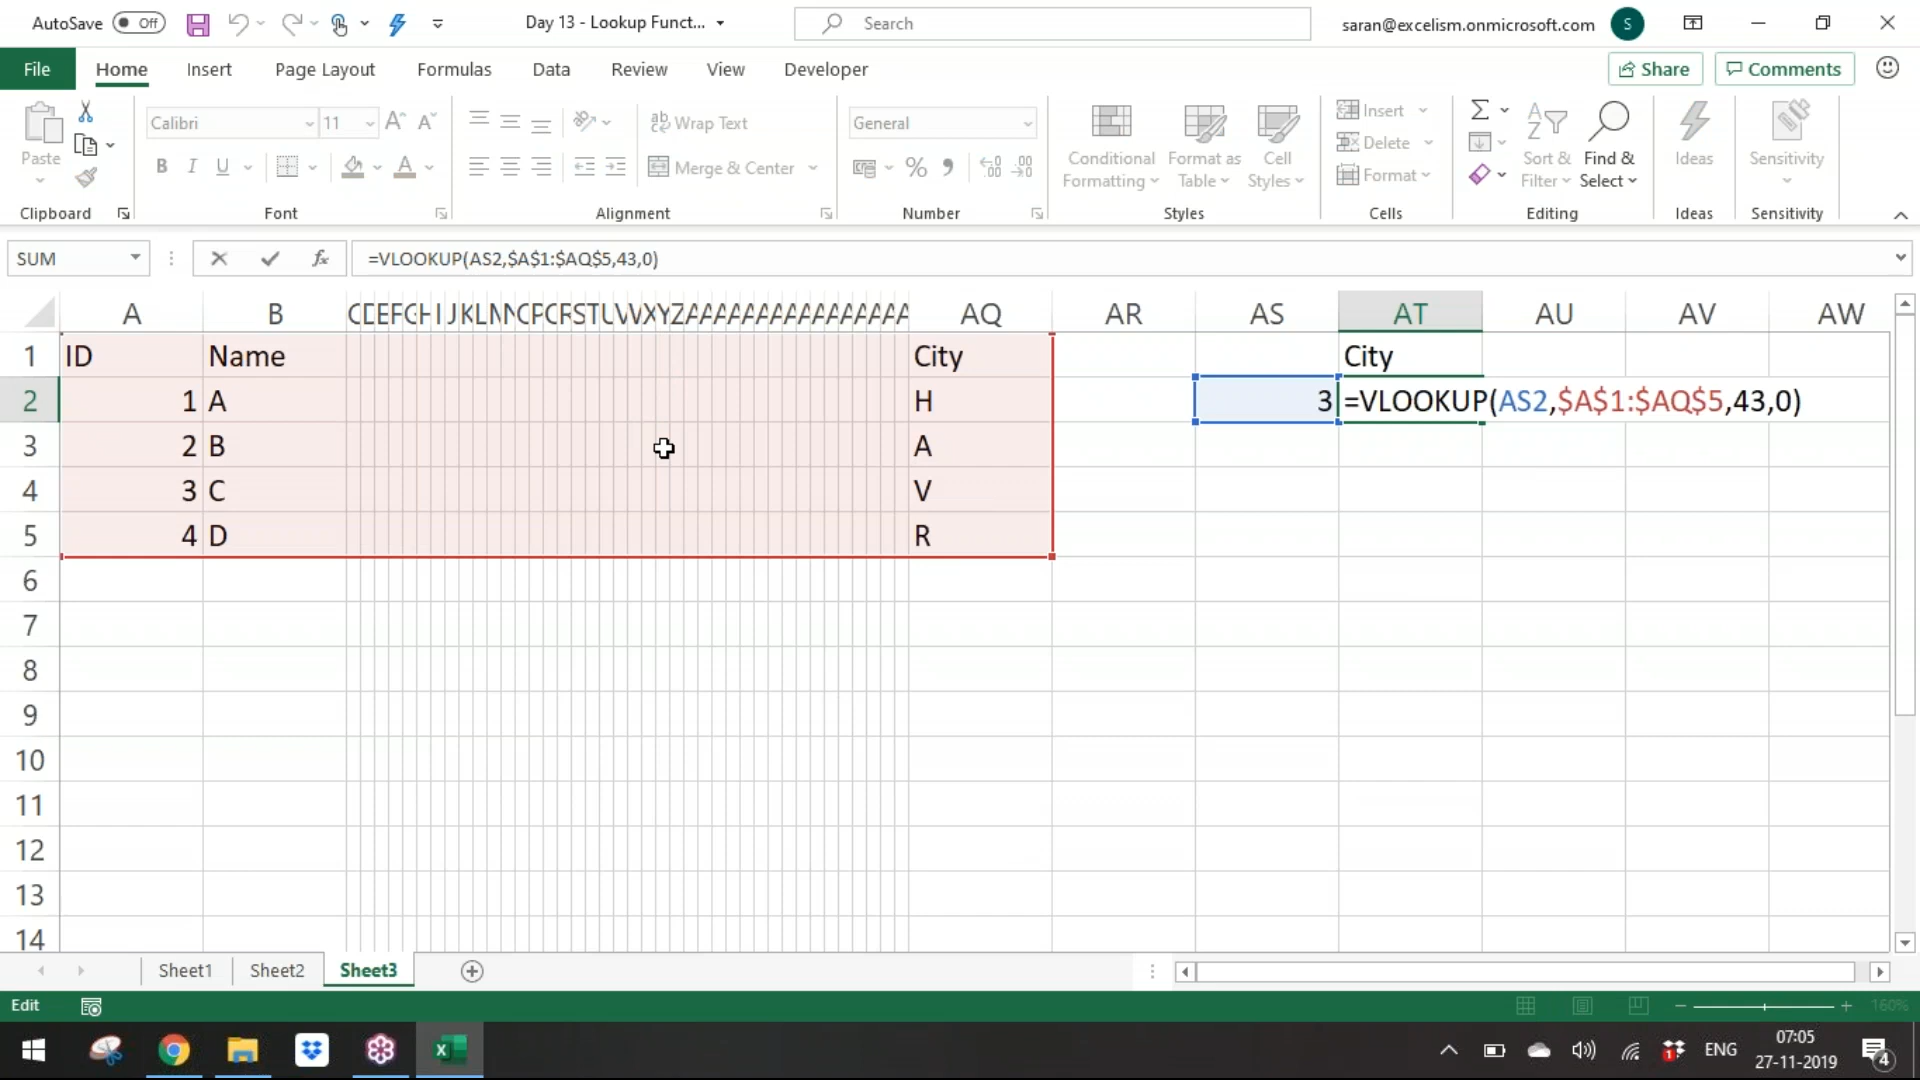 AutoSave Off Day 13 - Lookup Funct... Search saran@excelism.onmicrosoft.com S
File Home Insert Page Layout Formulas Data Review View Developer Share Comments
Paste Calibri 11 Wrap Text General Conditional Formatting Format as Table Cell Styles Insert Sort & Filter Find & Select Ideas Sensitivity
B I U Merge & Center % Delete
Format
Clipboard Font Alignment Number Styles Cells Editing Ideas Sensitivity
SUM fx =VLOOKUP(AS2,$A$1:$AQ$5,43,0)
A B AQ AR AS AT AU AV AW
1 ID Name City City
2 1 A H 3 =VLOOKUP(AS2,$A$1:$AQ$5,43,0)
3 2 B A
4 3 C V
5 4 D R
6
7
8
9
10
11
12
13
14
Sheet1 Sheet2 Sheet3
Edit 160%
ENG 07:05
27-11-2019 4